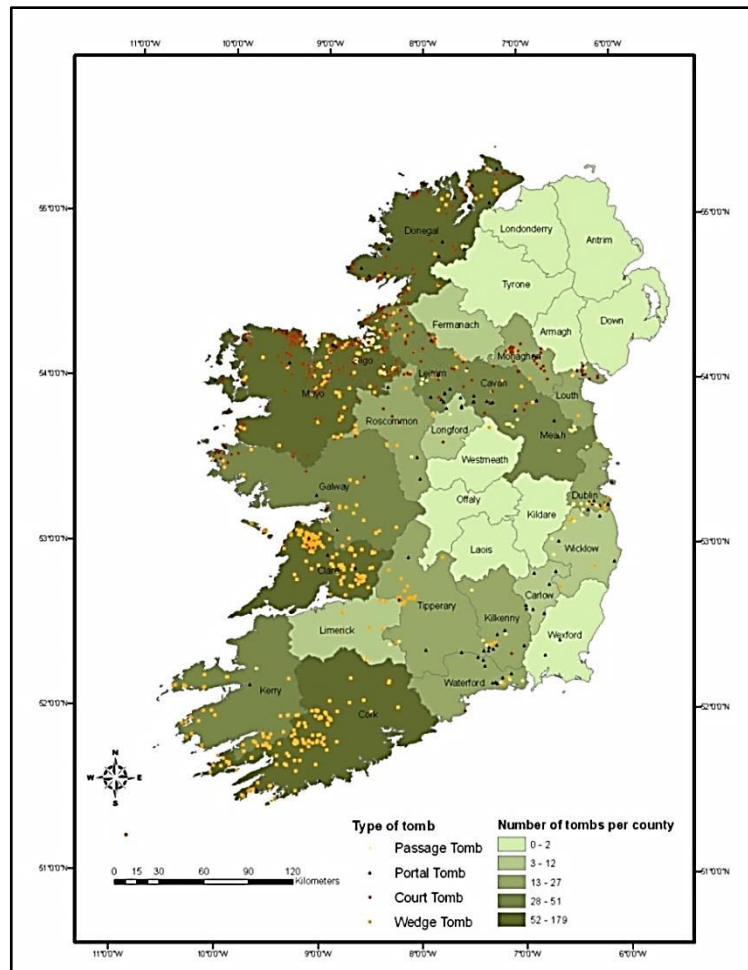 10°0'0"W 9°0'0"W 8°0'0"W 7°0'0"W 6°0'0"W
55°0'0"N
55°0'0"N
54°0'0"N
54°0'0"N
53°0'0"N
53°0'0"N
52°0'0"N
52°0'0"N
51°0'0"N
51°0'0"N
Donegal
Londonderry
Antrim
Tyrone
Fermanach
Armagh
Down
Monaghan
Sligo
Leitrim
Cavan
Mayo
Louth
Roscommon
Longford
Meath
Westmeath
Galway
Offaly
Kildare
Dublin
Laois
Wicklow
Clare
Carlow
Tipperary
Kilkenny
Limerick
Wexford
Waterford
Kerry
Cork
N
W E
S
0 15 30 60 90 120
Kilometers
Type of tomb
Passage Tomb
Portal Tomb
Court Tomb
Wedge Tomb
Number of tombs per county
0 - 2
3 - 12
13 - 27
28 - 51
52 - 179
11°0'0"W 10°0'0"W 9°0'0"W 8°0'0"W 7°0'0"W 6°0'0"W